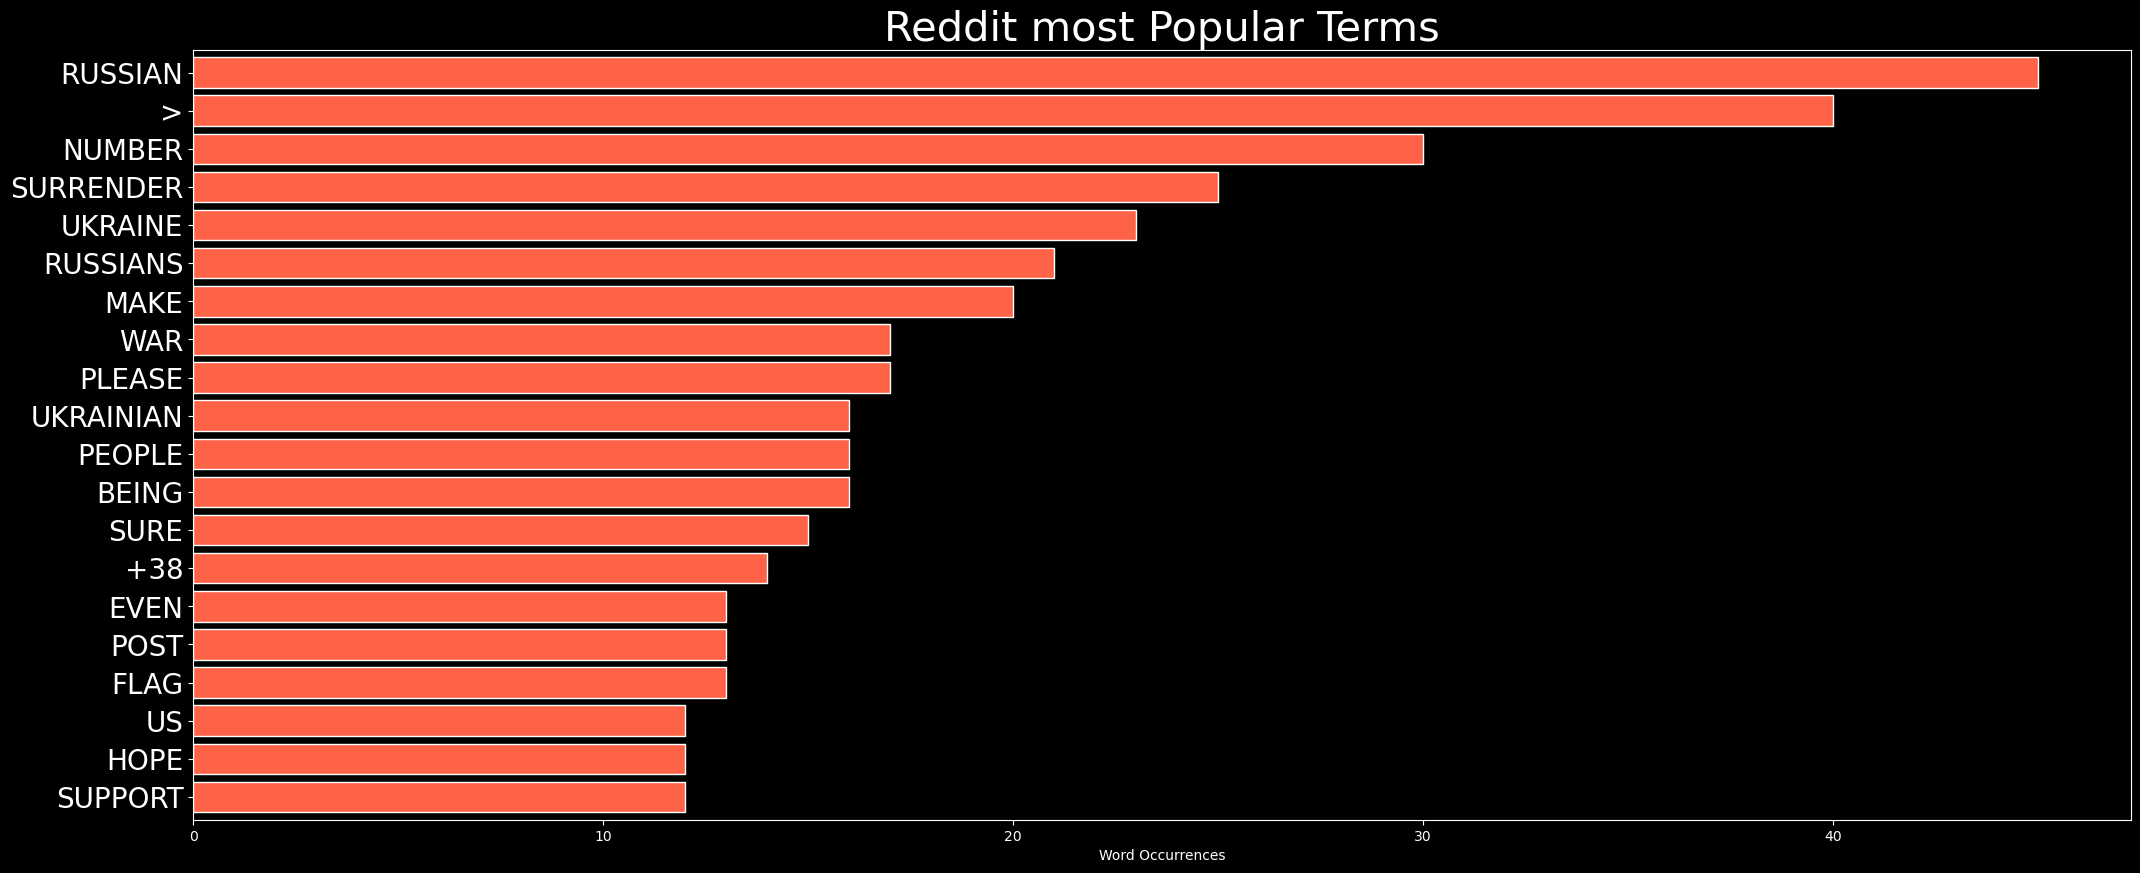 Reddit most Popular Terms
RUSSIAN
>
NUMBER
SURRENDER
UKRAINE
RUSSIANS
MAKE
WAR
PLEASE
UKRAINIAN
PEOPLE
BEING
SURE
+38
EVEN
POST
FLAG
US
HOPE
SUPPORT
0 10 20 30 40
Word Occurrences